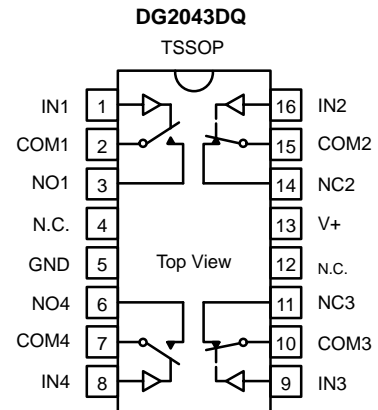 DG2043DQ
TSSOP
IN1 1 16 IN2
COM1 2 15 COM2
NO1 3 14 NC2
N.C. 4 13 V+
GND 5 Top View 12 N.C.
NO4 6 11 NC3
COM4 7 10 COM3
IN4 8 9 IN3